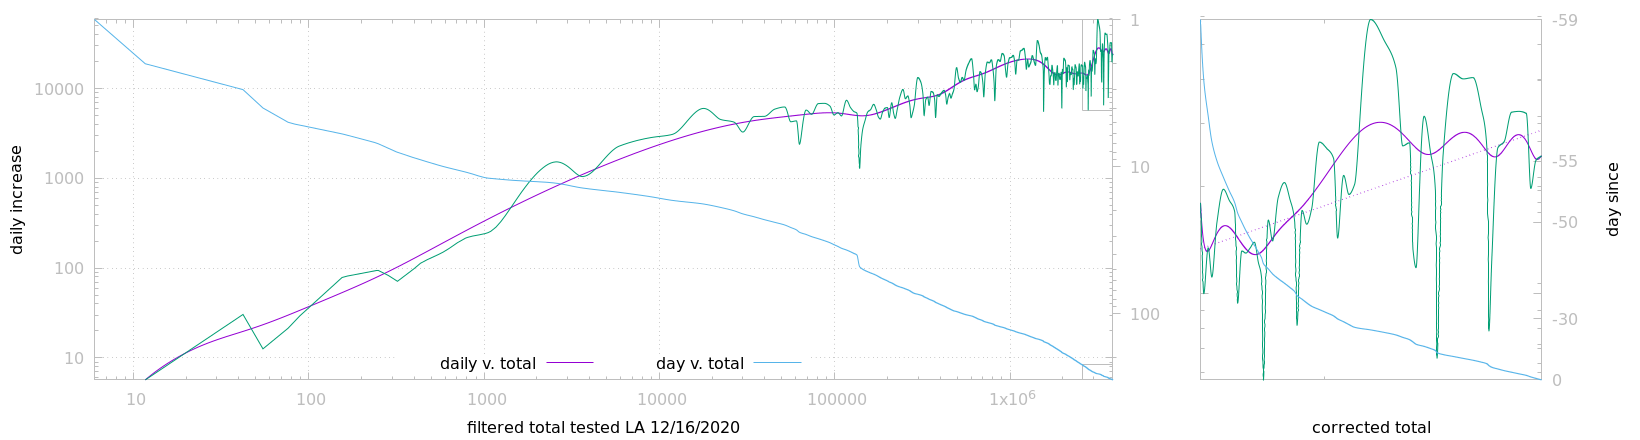 daily increase
10000
1000
100
10
daily v. total
day v. total
10
100
1000
10000
100000
1x10⁶
filtered total tested LA 12/16/2020
1
10
100
-59
-55
-50
-30
0
day since
corrected total